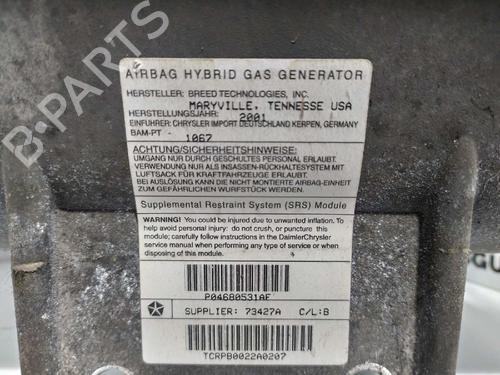 AIRBAG HYBRID GAS GENERATOR
HERSTELLER: BREED TECHNOLOGIES, INC.
MARYVILLE, TENNESSE USA
HERSTELLUNGSJAHR: 2001
EINFÜHRER: CHRYSLER IMPORT DEUTSCHLAND KERPEN, GERMANY
BAM-PT - 1067
ACHTUNG/SICHERHEITSHINWEISE:
UMGANG NUR DURCH GESCHULTES PERSONAL ERLAUBT.
VERWENDUNG NUR ALS INSASSEN-RÜCKHALTESYSTEM MIT
LUFTSACK FÜR KRAFTFAHRZEUGE ERLAUBT.
BEI AUSLÖSUNG KANN DIE NICHT MONTIERTE AIRBAG-EINHEIT
ZUM GEFÄHRLICHEN WURFSTÜCK WERDEN.
Supplemental Restraint System (SRS) Module
WARNING! You could be injured due to unwanted inflation. To
help avoid personal injury: do not crush, or puncture this
module; carefully follow instructions in the DaimlerChrysler
service manual when performing any type of service or when
disposing of this module.
P04680531AF
SUPPLIER: 73427A C/L:B
TCRPB0022A0207
B-PARTS